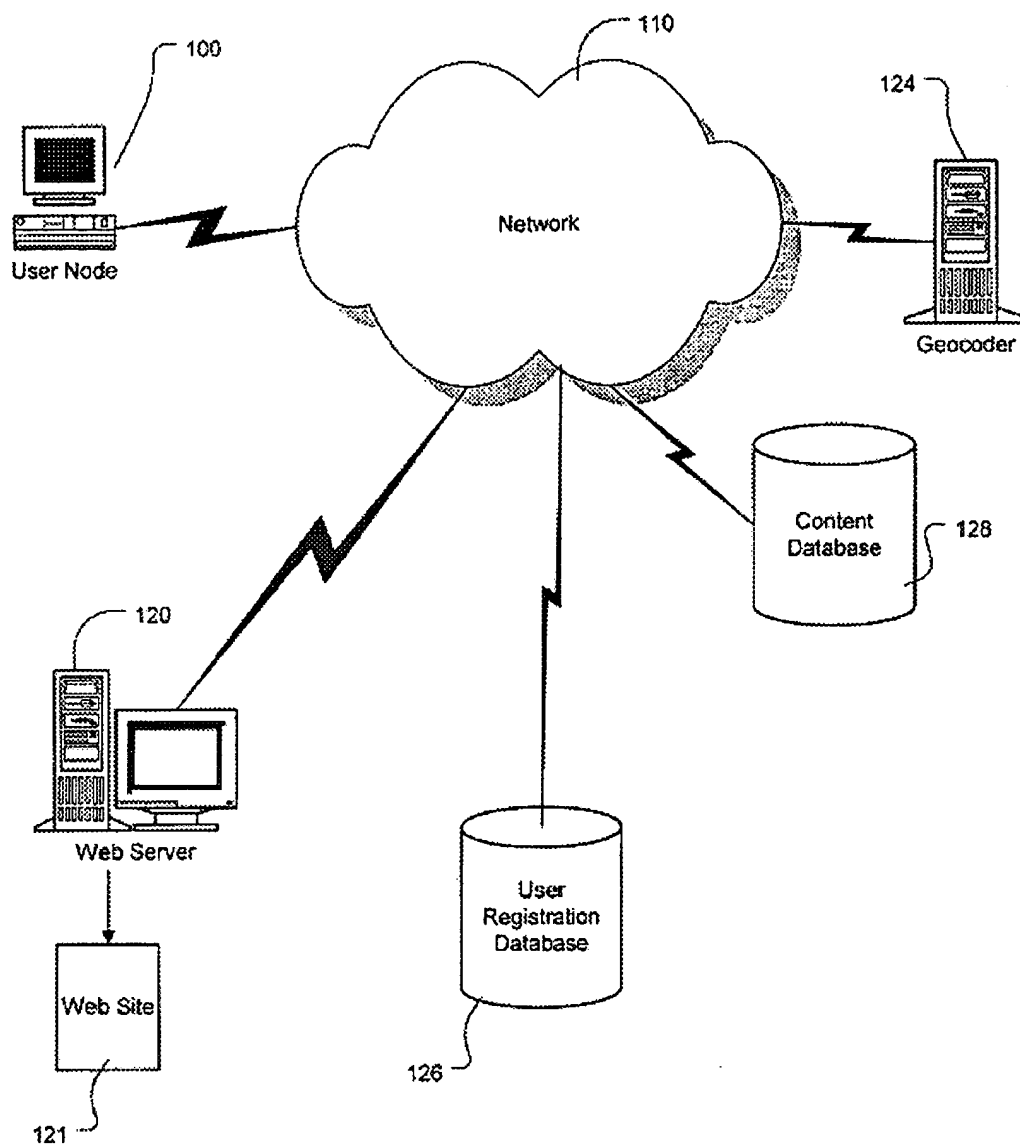 100
110
124
Network
User Node
Geocoder
Content
Database
128
120
Web Server
User
Registration
Database
Web Site
126
121